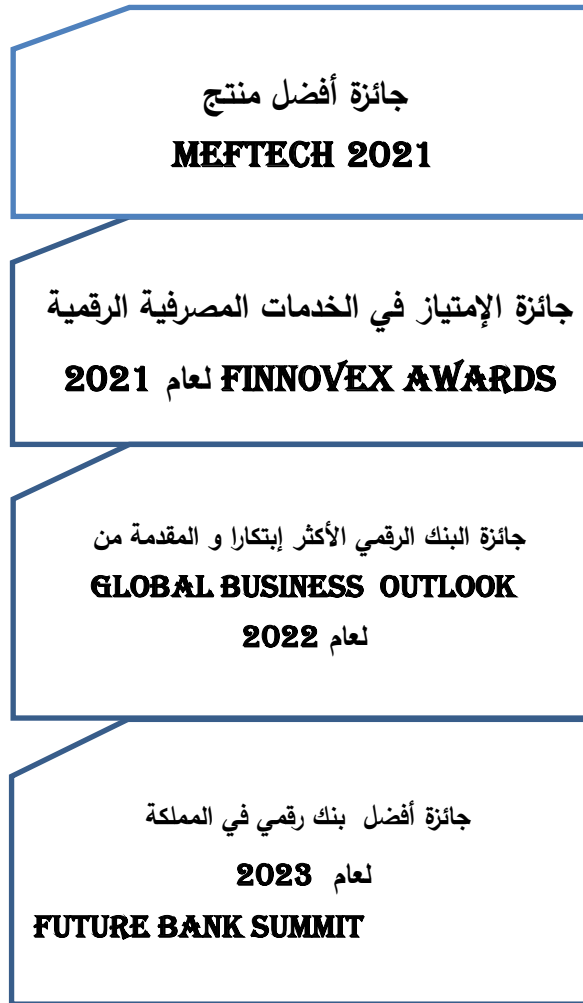 جائزة أفضل منتج
MEFTECH 2021
جائزة الإمتياز في الخدمات المصرفية الرقمية
FINNOVEX AWARDS لعام 2021
جائزة البنك الرقمي الأكثر إبتكارا و المقدمة من
GLOBAL BUSINESS OUTLOOK
لعام 2022
جائزة أفضل بنك رقمي في المملكة
لعام 2023
FUTURE BANK SUMMIT